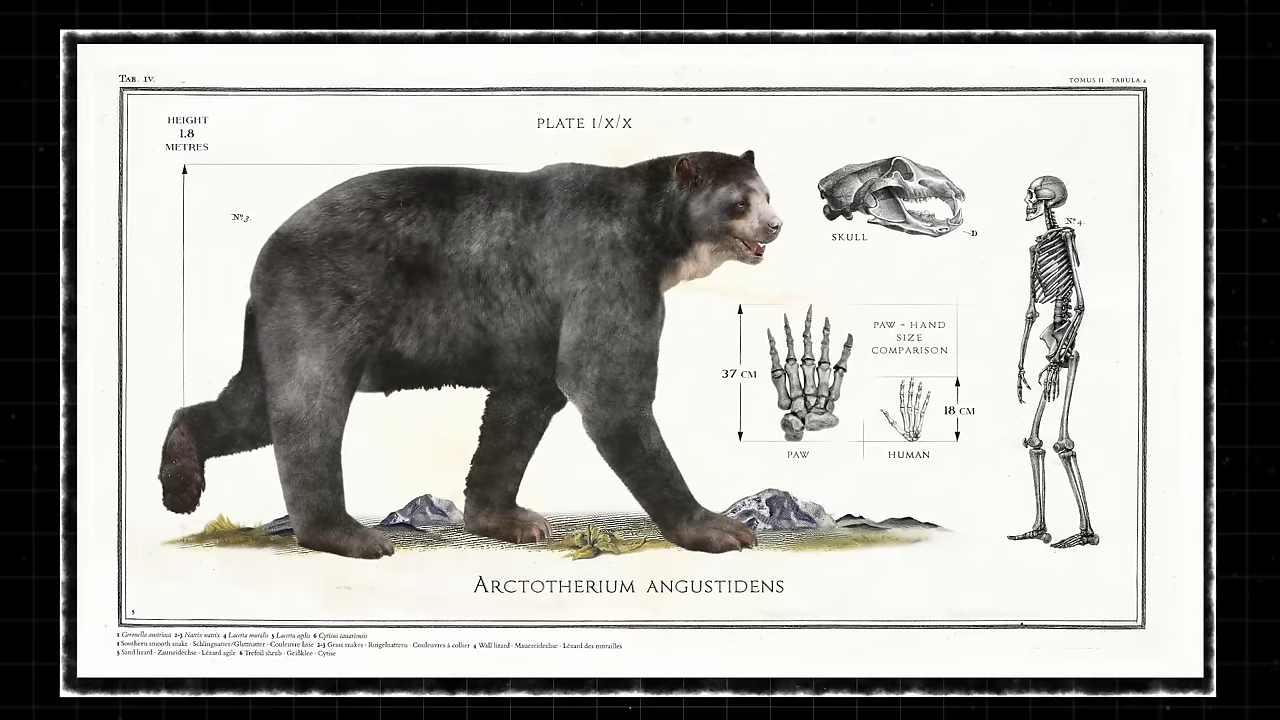 TAB. IV.
TOMUS II · TABULA 4
HEIGHT
1.8
METRES
PLATE I/X/X
Nº 3.
Nº 4.
SKULL
D
PAW - HAND
SIZE
COMPARISON
37 CM
18 CM
PAW
HUMAN
ARCTOTHERIUM ANGUSTIDENS
5
1 Coronella austriaca 2-3 Natrix natrix 4 Lacerta muralis 5 Lacerta agilis 6 Cytisus canariensis
1 Southern smooth snake · Schlingnatter/Glattnatter · Couleuvre lisse 2-3 Grass snakes · Ringelnattern · Couleuvres à collier 4 Wall lizard · Mauereidechse · Lézard des murailles
5 Sand lizard · Zauneidechse · Lézard agile 6 Trefoil shrub · Geißklee · Cytise